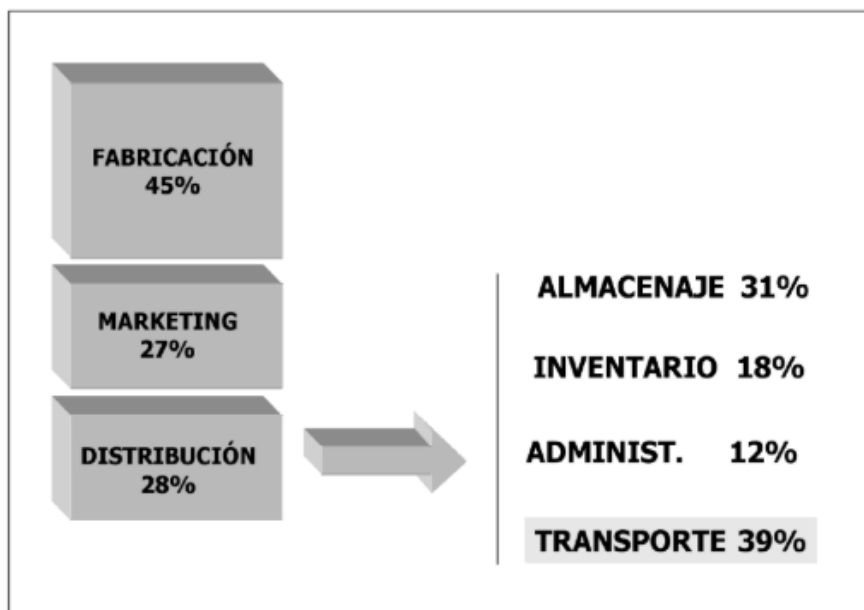 FABRICACIÓN
45%
MARKETING
27%
DISTRIBUCIÓN
28%
ALMACENAJE 31%
INVENTARIO 18%
ADMINIST. 12%
TRANSPORTE 39%